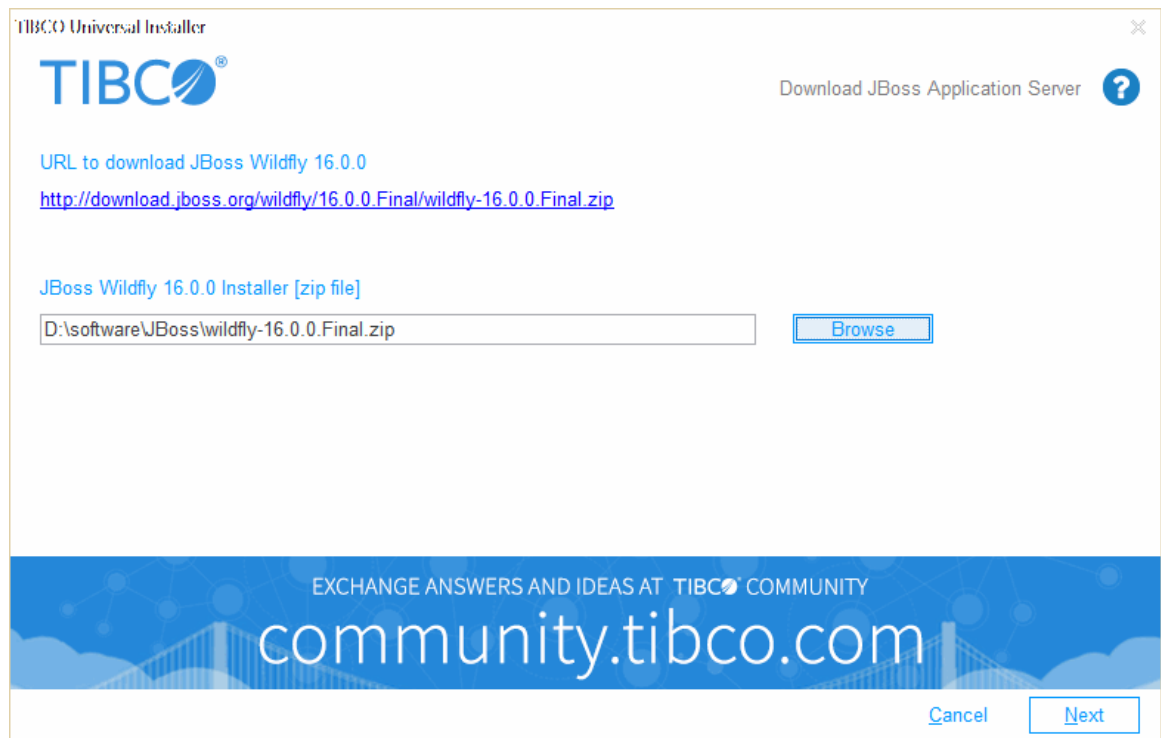 TIBCO Universal Installer
TIBCO®
Download JBoss Application Server ?
URL to download JBoss Wildfly 16.0.0
http://download.jboss.org/wildfly/16.0.0.Final/wildfly-16.0.0.Final.zip
JBoss Wildfly 16.0.0 Installer [zip file]
D:\software\JBoss\wildfly-16.0.0.Final.zip Browse
EXCHANGE ANSWERS AND IDEAS AT TIBCO COMMUNITY
community.tibco.com
Cancel Next